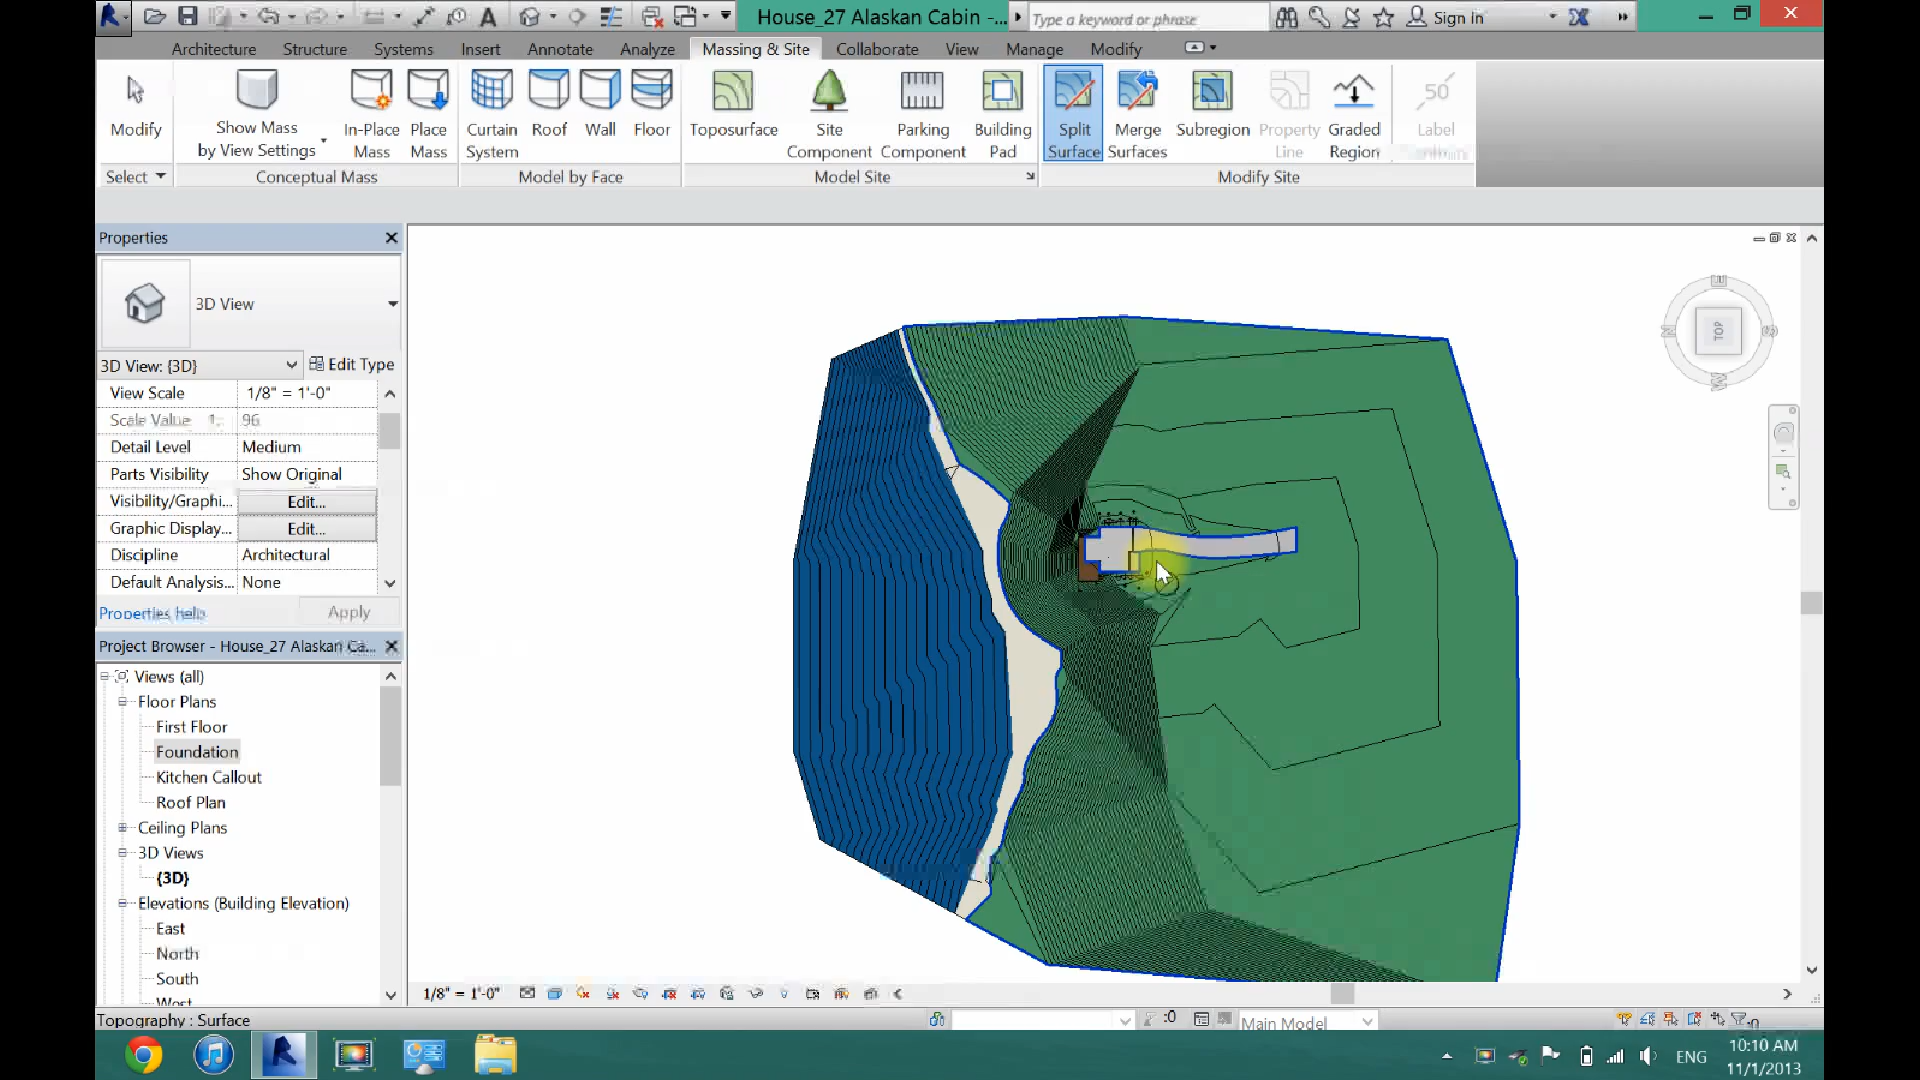 House_27 Alaskan Cabin -...
Type a keyword or phrase
Sign In
Architecture Structure Systems Insert Annotate Analyze Massing & Site Collaborate View Manage Modify
Modify
Show Mass
by View Settings
In-Place
Mass
Place
Mass
Curtain
System
Roof
Wall
Floor
Toposurface
Site
Component
Parking
Component
Building
Pad
Split
Surface
Merge
Surfaces
Subregion
Property
Line
Graded
Region
50
Label
Select
Conceptual Mass
Model by Face
Model Site
Modify Site
Properties
3D View
3D View: {3D}
Edit Type
View Scale 1/8" = 1'-0"
Scale Value 1: 96
Detail Level Medium
Parts Visibility Show Original
Visibility/Graphi... Edit...
Graphic Display... Edit...
Discipline Architectural
Default Analysis... None
Properties help
Apply
Project Browser - House_27 Alaskan Ca...
Views (all)
Floor Plans
First Floor
Foundation
Kitchen Callout
Roof Plan
Ceiling Plans
3D Views
{3D}
Elevations (Building Elevation)
East
North
South
West
TOP
1/8" = 1'-0"
Topography : Surface
:0
Main Model
:0
ENG
10:10 AM
11/1/2013